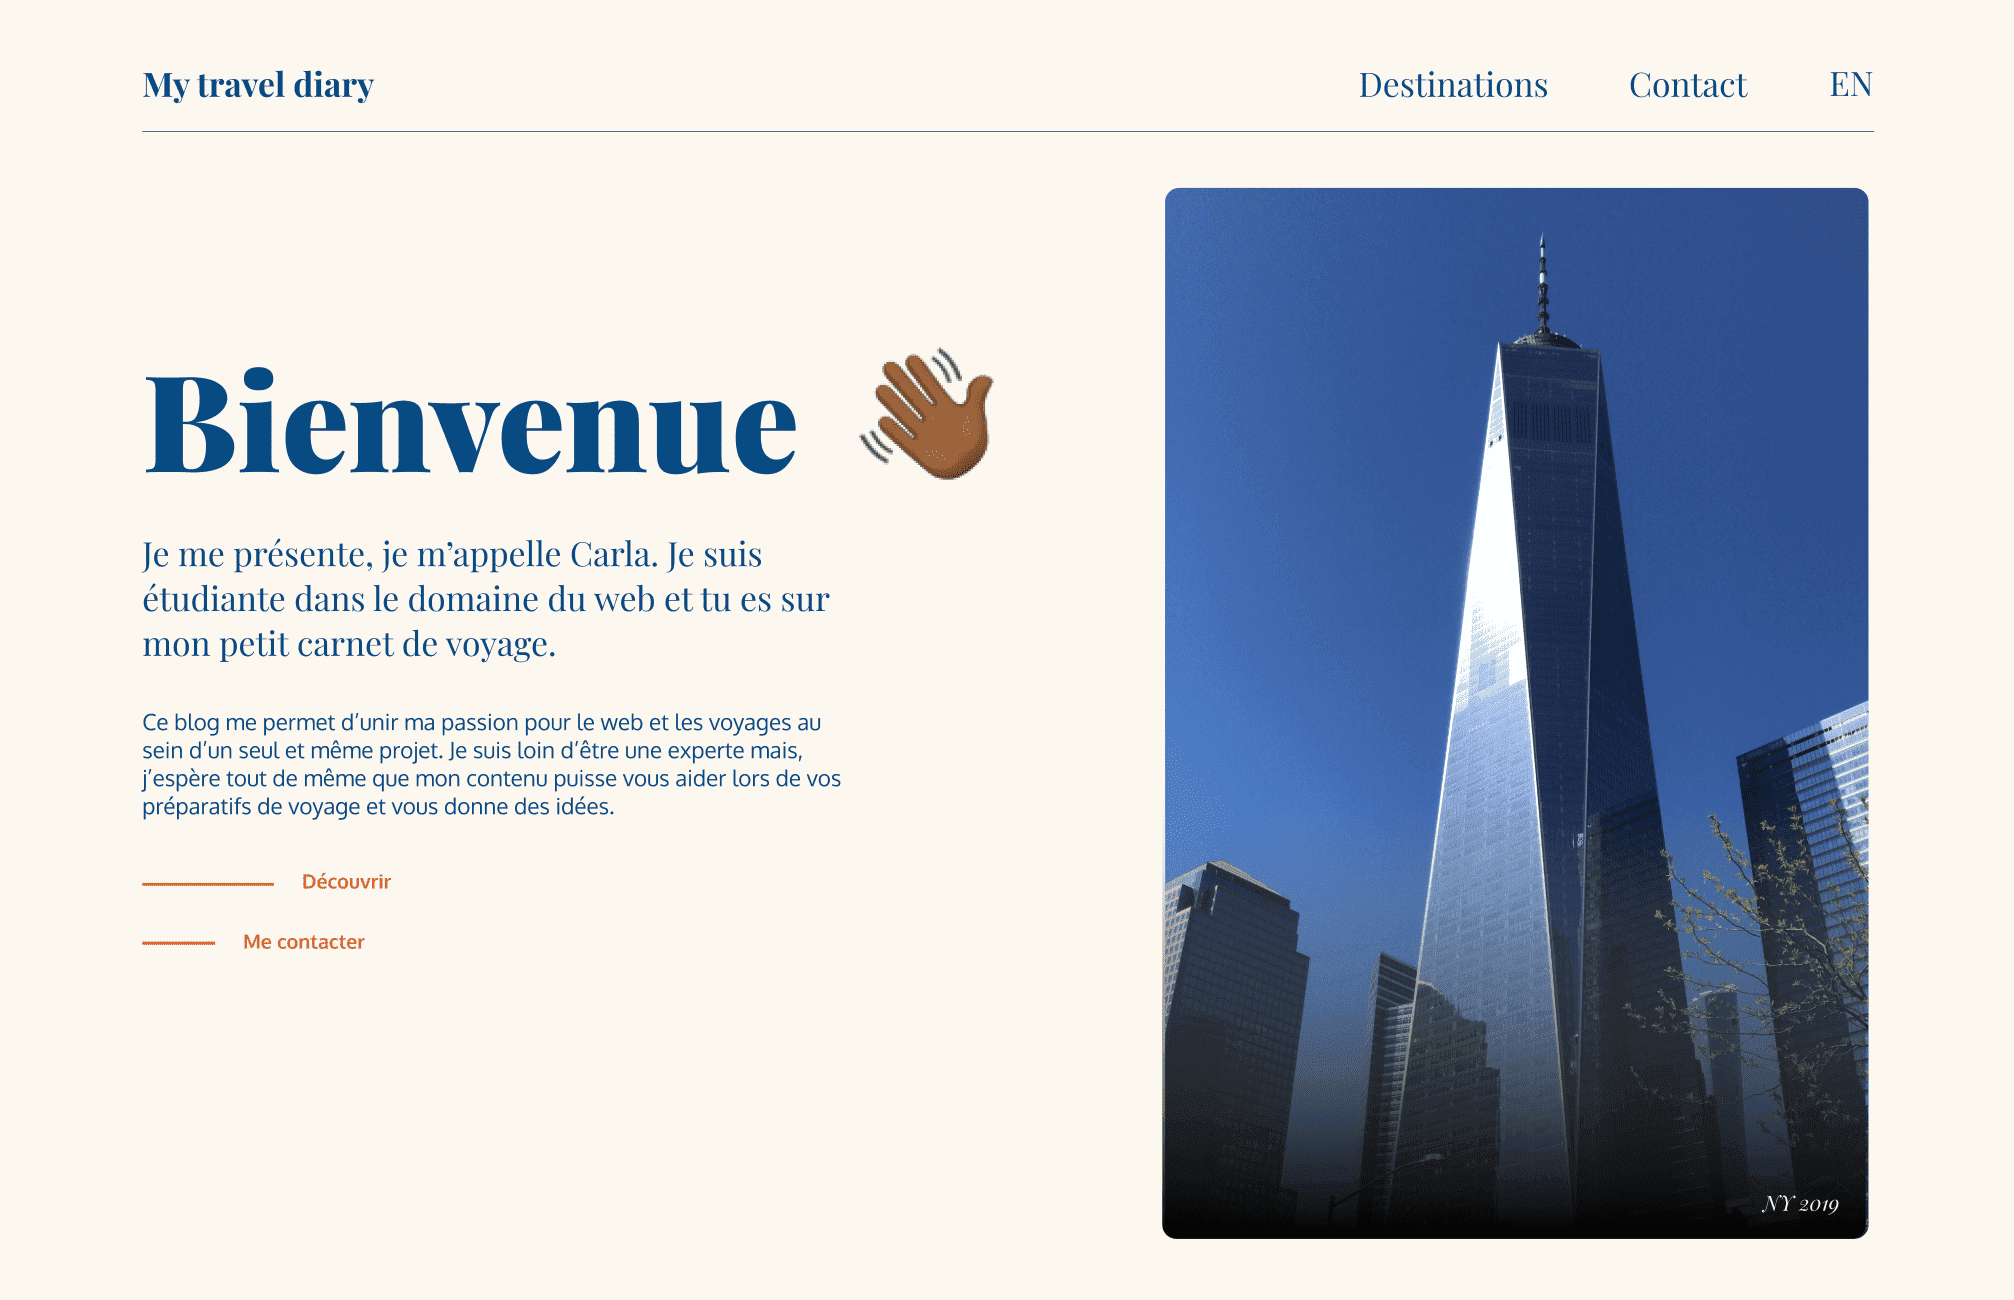 My travel diary
Destinations
Contact
EN
Bienvenue
Je me présente, je m’appelle Carla. Je suis
étudiante dans le domaine du web et tu es sur
mon petit carnet de voyage.
Ce blog me permet d’unir ma passion pour le web et les voyages au
sein d’un seul et même projet. Je suis loin d’être une experte mais,
j’espère tout de même que mon contenu puisse vous aider lors de vos
préparatifs de voyage et vous donne des idées.
Découvrir
Me contacter
NY 2019